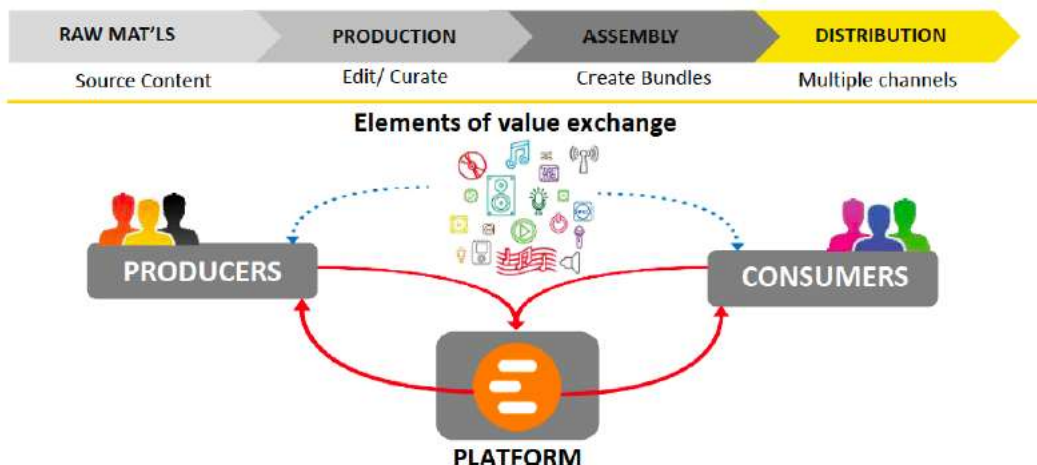 RAW MAT'LS PRODUCTION ASSEMBLY DISTRIBUTION
Source Content Edit/ Curate Create Bundles Multiple channels
Elements of value exchange
PRODUCERS CONSUMERS
PLATFORM